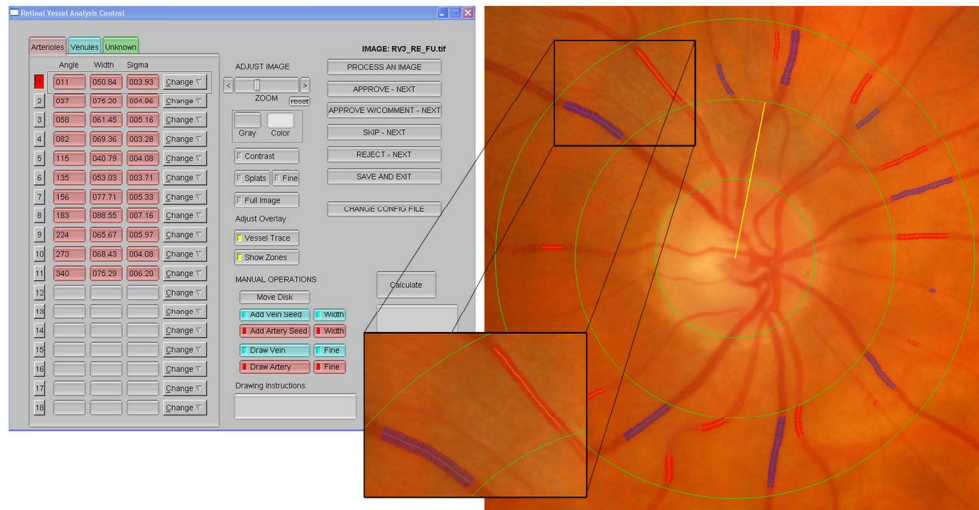 Retinal Vessel Analysis Control
Arterioles Venules Unknown
IMAGE: RV3_RE_FU.tif
Angle Width Sigma
1 011 050.84 003.93 Change
2 037 075.20 004.96 Change
3 058 061.45 005.16 Change
4 082 069.36 003.28 Change
5 115 040.79 004.08 Change
6 135 053.03 003.71 Change
7 156 077.71 005.33 Change
8 183 088.55 007.16 Change
9 224 065.67 005.97 Change
10 273 068.43 004.08 Change
11 340 075.29 006.20 Change
12 Change
13 Change
14 Change
15 Change
16 Change
17 Change
18 Change
ADJUST IMAGE
< >
ZOOM reset
Gray Color
Contrast
Splats Fine
Full Image
Adjust Overlay
Vessel Trace
Show Zones
MANUAL OPERATIONS
Move Disk
Add Vein Seed Width
Add Artery Seed Width
Draw Vein Fine
Draw Artery Fine
Drawing Instructions:
PROCESS AN IMAGE
APPROVE - NEXT
APPROVE W/COMMENT - NEXT
SKIP - NEXT
REJECT - NEXT
SAVE AND EXIT
CHANGE CONFIG FILE
Calculate